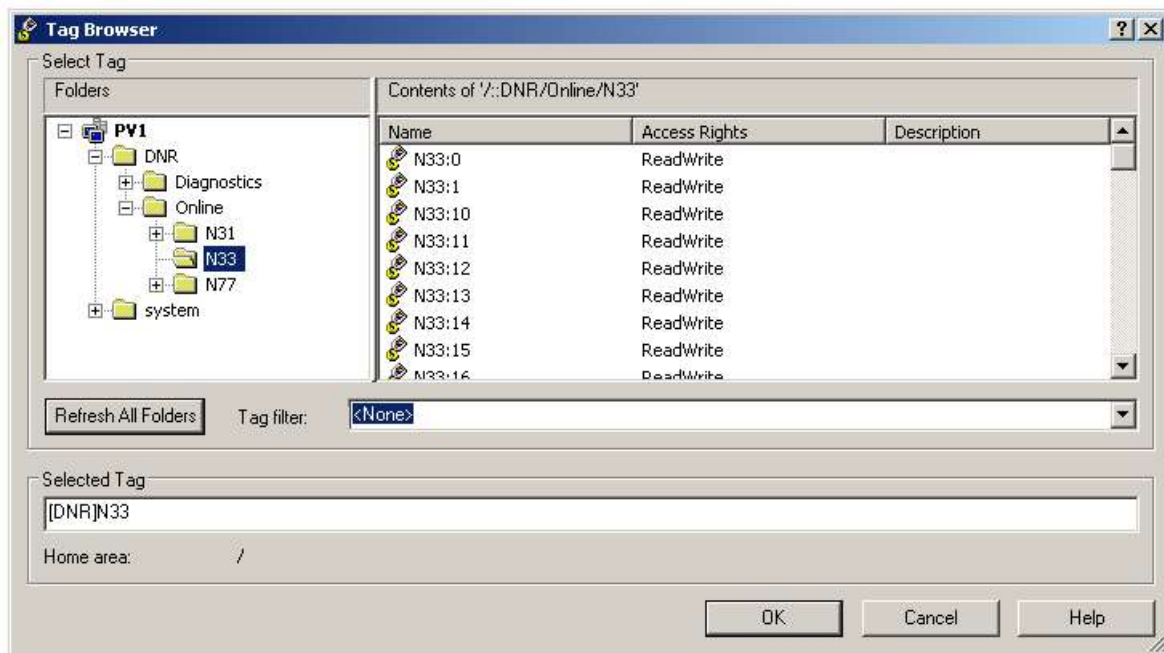 Tag Browser
Select Tag
Folders
Contents of '/::DNR/Online/N33'
PV1
DNR
Diagnostics
Online
N31
N33
N77
system
Name Access Rights Description
N33:0 ReadWrite
N33:1 ReadWrite
N33:10 ReadWrite
N33:11 ReadWrite
N33:12 ReadWrite
N33:13 ReadWrite
N33:14 ReadWrite
N33:15 ReadWrite
N33:16 ReadWrite
Refresh All Folders
Tag filter: <None>
Selected Tag
[DNR]N33
Home area: /
OK Cancel Help